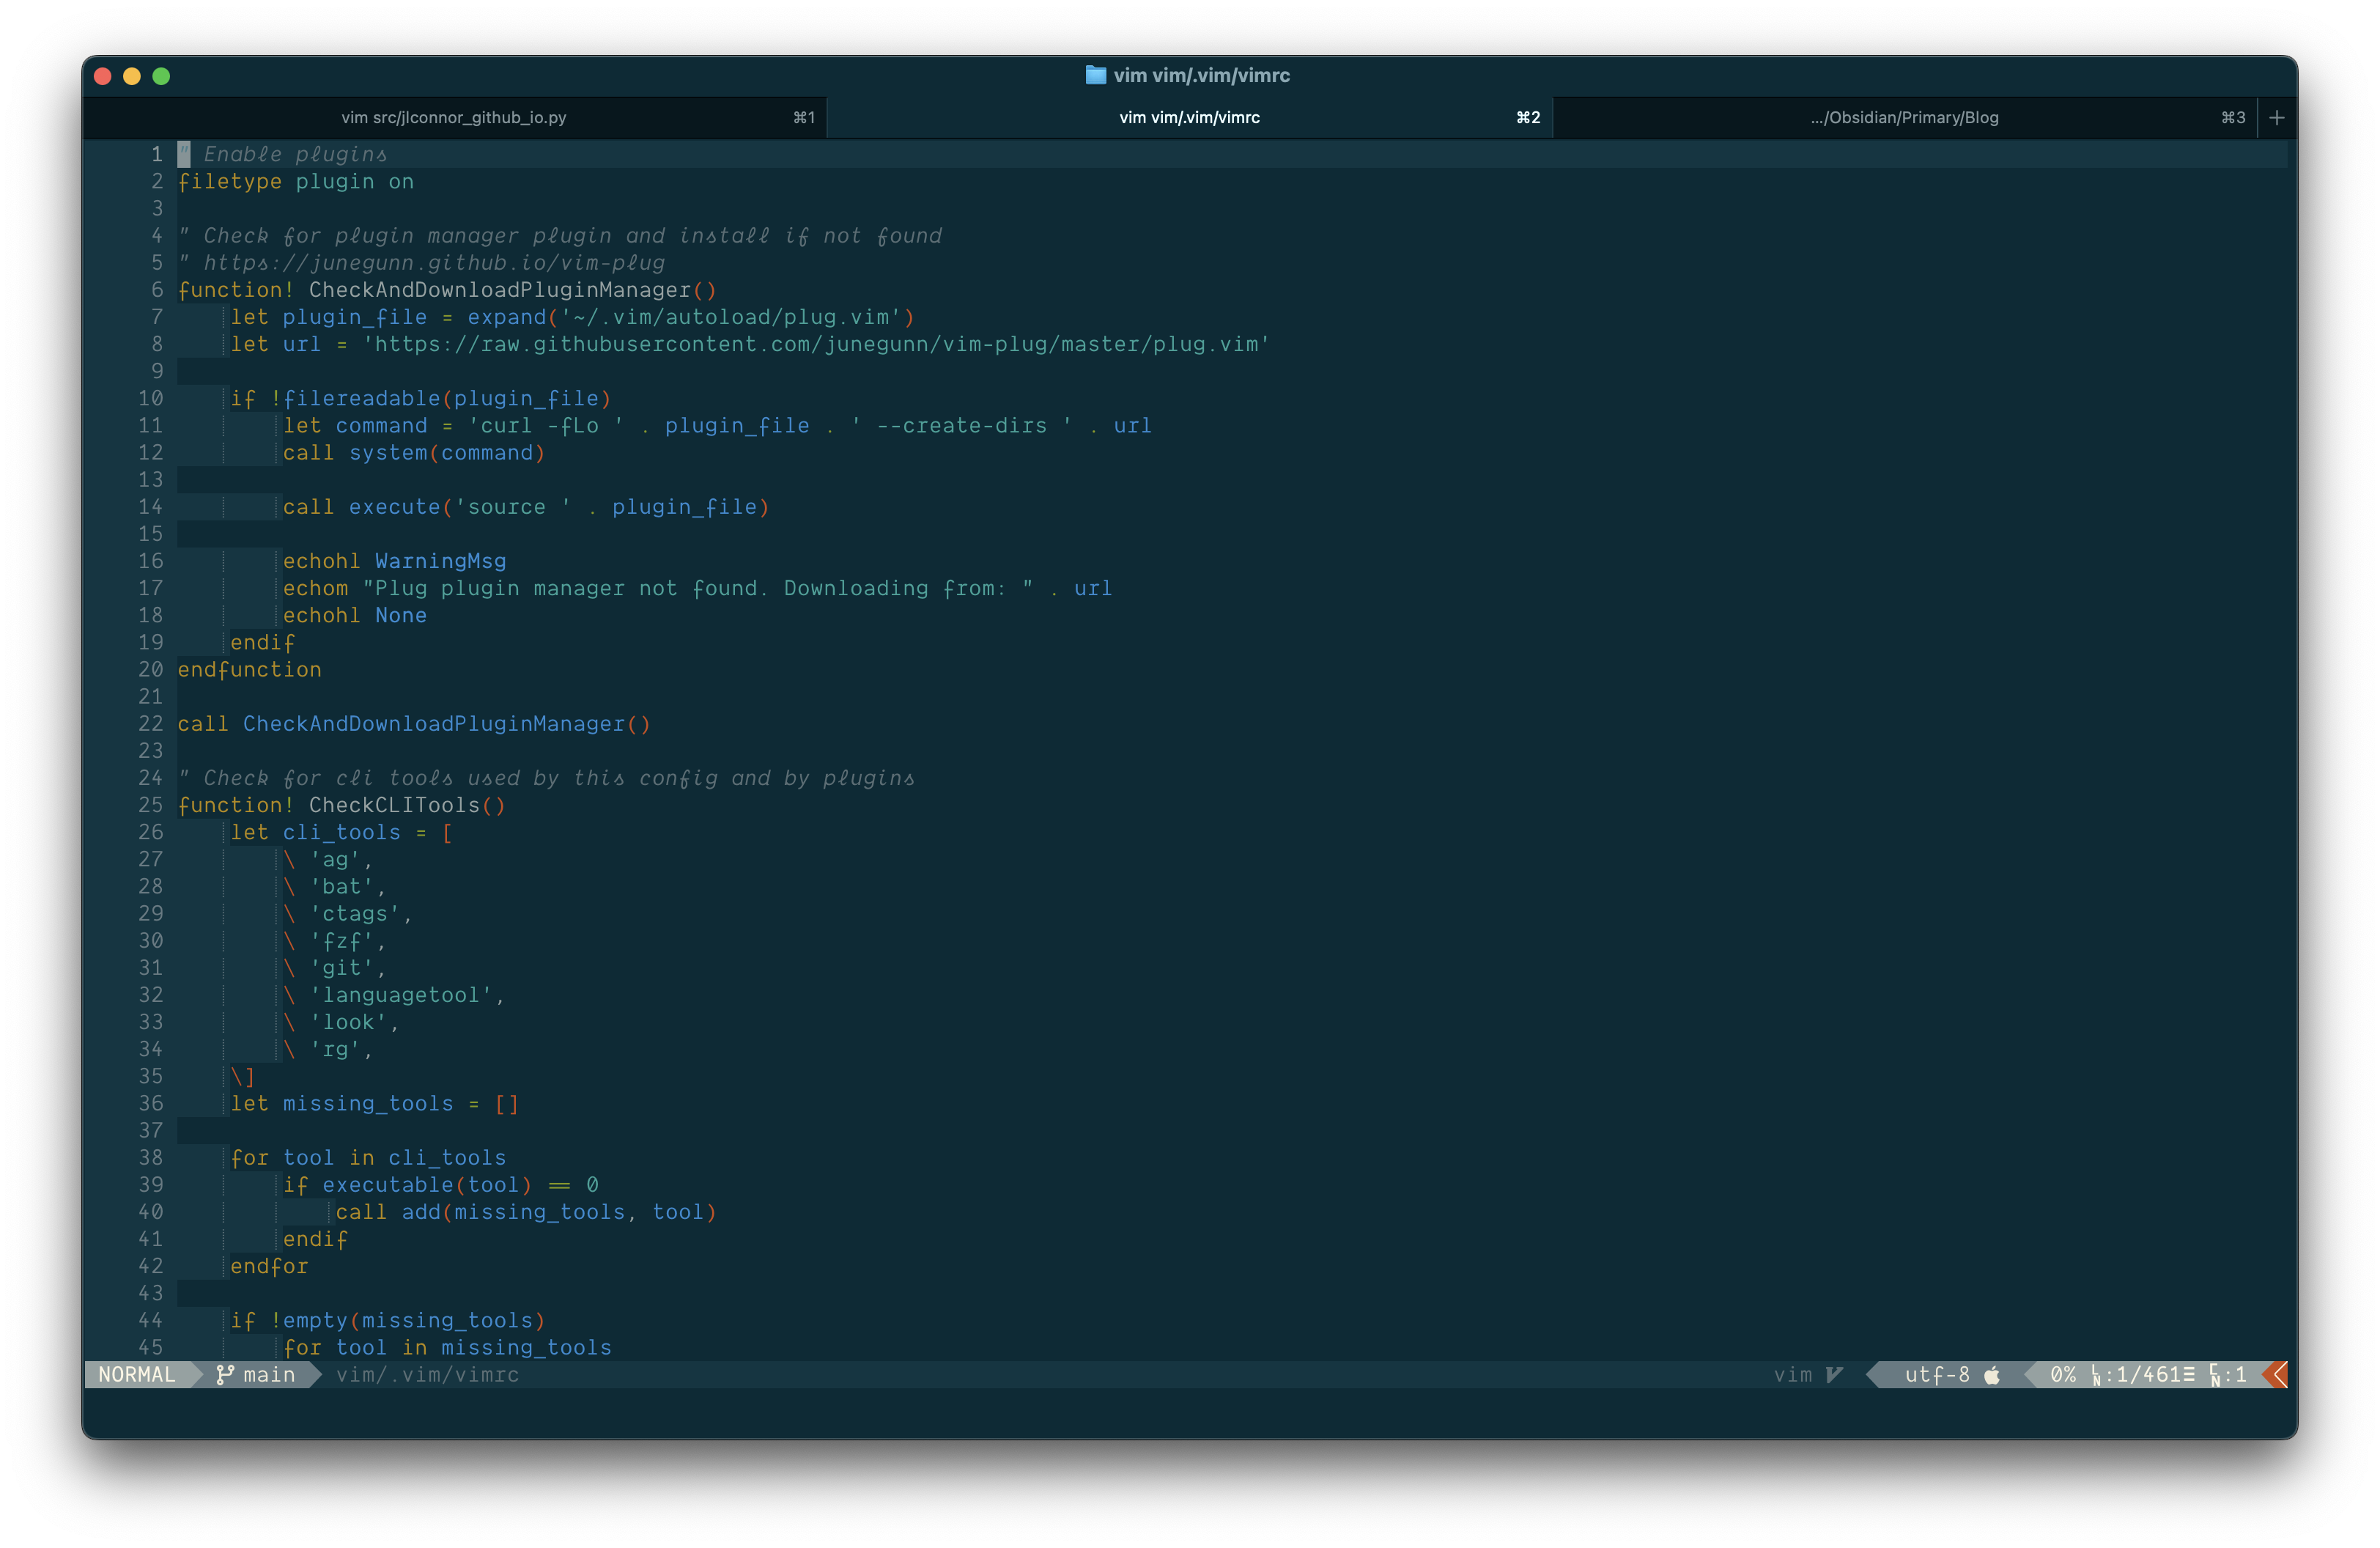 vim vim/.vim/vimrc
vim src/jlconnor_github_io.py ⌘1 vim vim/.vim/vimrc ⌘2 .../Obsidian/Primary/Blog ⌘3 +
1 " Enable plugins
2 filetype plugin on
3
4 " Check for plugin manager plugin and install if not found
5 " https://junegunn.github.io/vim-plug
6 function! CheckAndDownloadPluginManager()
7     let plugin_file = expand('~/.vim/autoload/plug.vim')
8     let url = 'https://raw.githubusercontent.com/junegunn/vim-plug/master/plug.vim'
9
10     if !filereadable(plugin_file)
11         let command = 'curl -fLo ' . plugin_file . ' --create-dirs ' . url
12         call system(command)
13
14         call execute('source ' . plugin_file)
15
16         echohl WarningMsg
17         echom "Plug plugin manager not found. Downloading from: " . url
18         echohl None
19     endif
20 endfunction
21
22 call CheckAndDownloadPluginManager()
23
24 " Check for cli tools used by this config and by plugins
25 function! CheckCLITools()
26     let cli_tools = [
27         \ 'ag',
28         \ 'bat',
29         \ 'ctags',
30         \ 'fzf',
31         \ 'git',
32         \ 'languagetool',
33         \ 'look',
34         \ 'rg',
35     \]
36     let missing_tools = []
37
38     for tool in cli_tools
39         if executable(tool) == 0
40             call add(missing_tools, tool)
41         endif
42     endfor
43
44     if !empty(missing_tools)
45         for tool in missing_tools
NORMAL main vim/.vim/vimrc vim utf-8 0% LN:1/461≡ CN:1